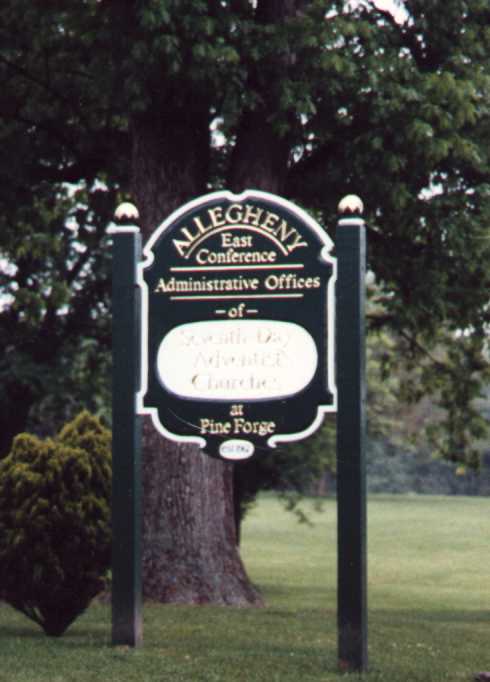 ALLEGHENY
East
Conference
Administrative Offices
-of-
Seventh-Day
Adventist
Churches
at
Pine Forge